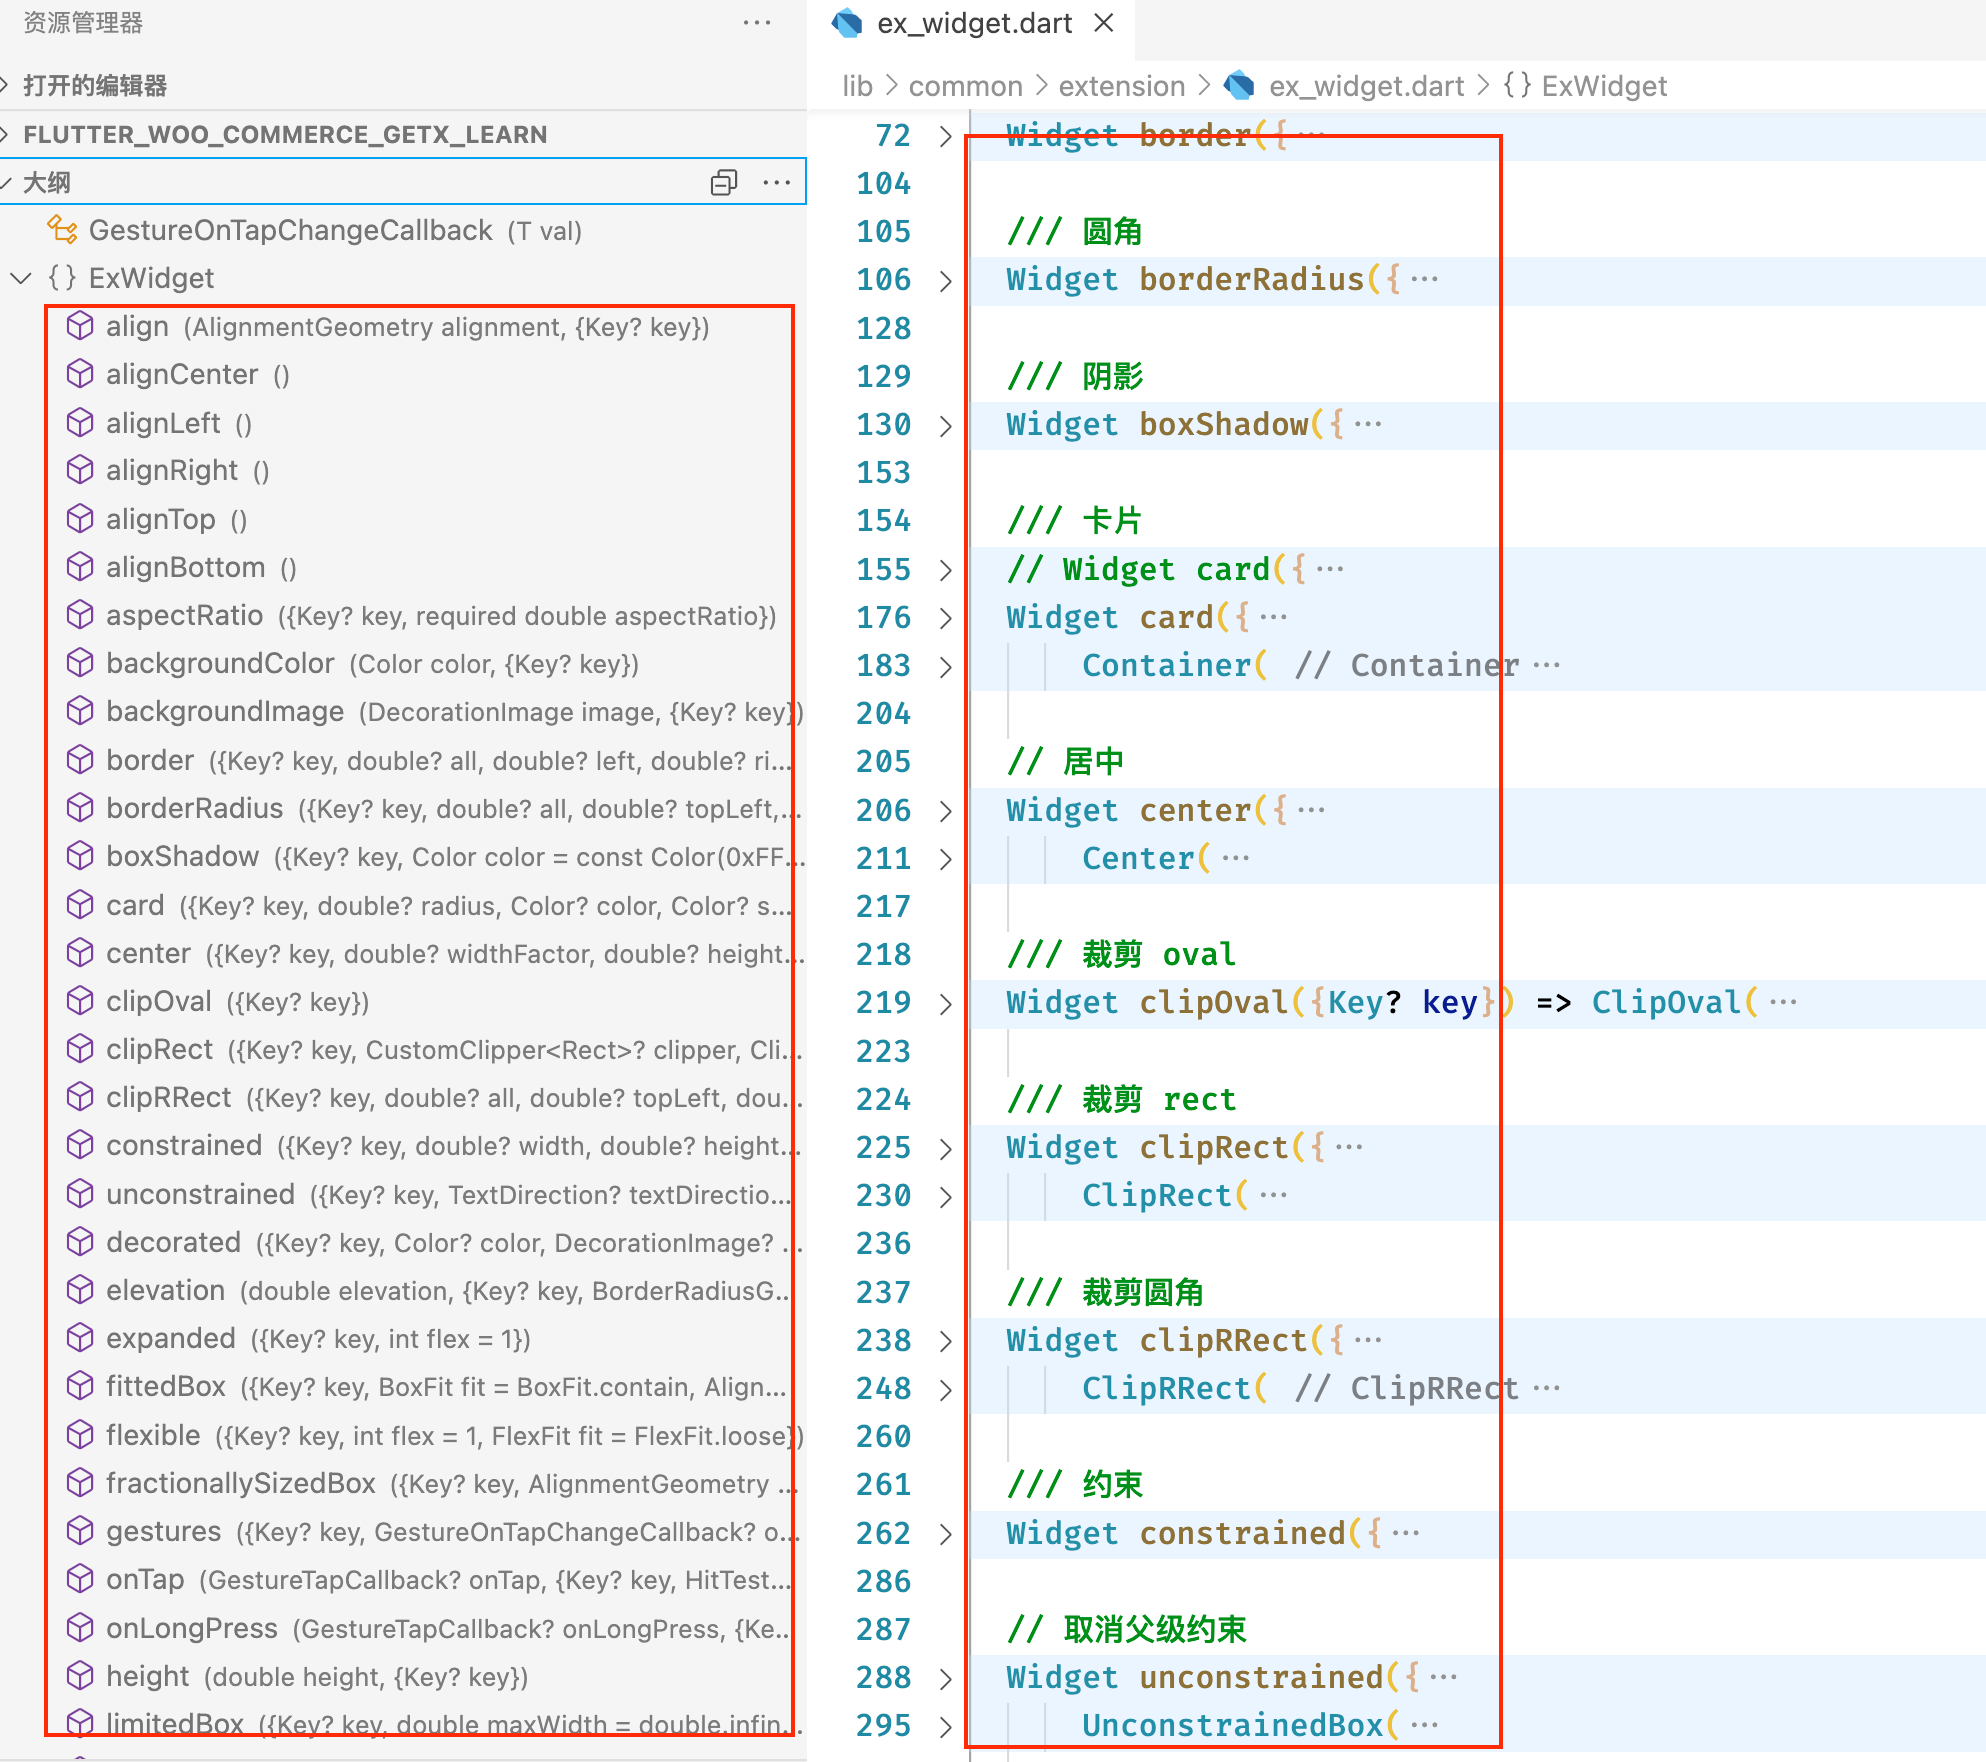 资源管理器 ···
打开的编辑器
FLUTTER_WOO_COMMERCE_GETX_LEARN
大纲 ···
GestureOnTapChangeCallback (T val)
{} ExWidget
align (AlignmentGeometry alignment, {Key? key})
alignCenter ()
alignLeft ()
alignRight ()
alignTop ()
alignBottom ()
aspectRatio ({Key? key, required double aspectRatio})
backgroundColor (Color color, {Key? key})
backgroundImage (DecorationImage image, {Key? key})
border ({Key? key, double? all, double? left, double? ri...
borderRadius ({Key? key, double? all, double? topLeft,...
boxShadow ({Key? key, Color color = const Color(0xFF...
card ({Key? key, double? radius, Color? color, Color? s...
center ({Key? key, double? widthFactor, double? height...
clipOval ({Key? key})
clipRect ({Key? key, CustomClipper<Rect>? clipper, Cli...
clipRRect ({Key? key, double? all, double? topLeft, dou...
constrained ({Key? key, double? width, double? height...
unconstrained ({Key? key, TextDirection? textDirectio...
decorated ({Key? key, Color? color, DecorationImage? ...
elevation (double elevation, {Key? key, BorderRadiusG...
expanded ({Key? key, int flex = 1})
fittedBox ({Key? key, BoxFit fit = BoxFit.contain, Align...
flexible ({Key? key, int flex = 1, FlexFit fit = FlexFit.loose})
fractionallySizedBox ({Key? key, AlignmentGeometry ...
gestures ({Key? key, GestureOnTapChangeCallback? o...
onTap (GestureTapCallback? onTap, {Key? key, HitTest...
onLongPress (GestureTapCallback? onLongPress, {Ke...
height (double height, {Key? key})
limitedBox ({Key? key, double maxWidth = double.infin...
ex_widget.dart
lib > common > extension > ex_widget.dart > {} ExWidget
72 Widget border({···
104
105 /// 圆角
106 Widget borderRadius({···
128
129 /// 阴影
130 Widget boxShadow({···
153
154 /// 卡片
155 // Widget card({···
176 Widget card({···
183 Container( // Container···
204
205 // 居中
206 Widget center({···
211 Center(···
217
218 /// 裁剪 oval
219 Widget clipOval({Key? key}) => ClipOval(···
223
224 /// 裁剪 rect
225 Widget clipRect({···
230 ClipRect(···
236
237 /// 裁剪圆角
238 Widget clipRRect({···
248 ClipRRect( // ClipRRect···
260
261 /// 约束
262 Widget constrained({···
286
287 // 取消父级约束
288 Widget unconstrained({···
295 UnconstrainedBox(···